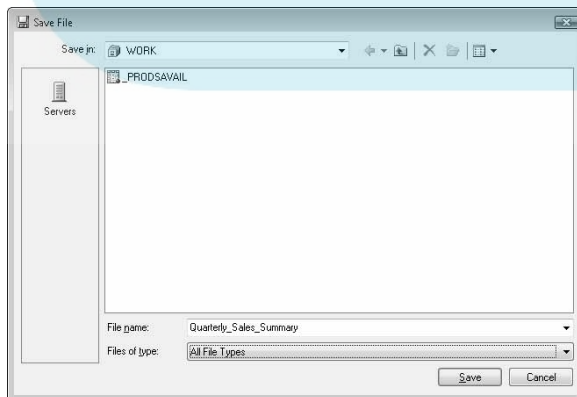 Save File
Save in: WORK
_PRODSAVAIL
Servers
File name: Quarterly_Sales_Summary
Files of type: All File Types
Save Cancel